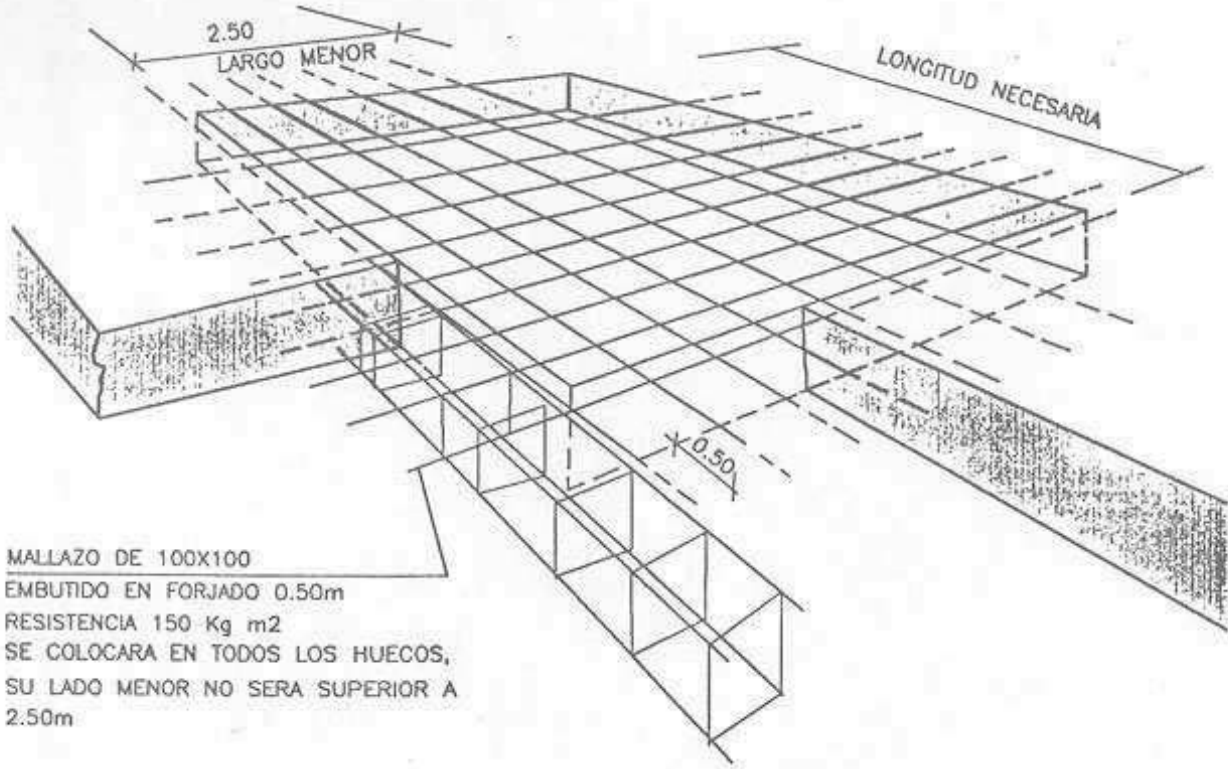 2.50
LARGO MENOR
LONGITUD NECESARIA
0.50
MALLAZO DE 100X100
EMBUTIDO EN FORJADO 0.50m
RESISTENCIA 150 Kg m2
SE COLOCARA EN TODOS LOS HUECOS,
SU LADO MENOR NO SERA SUPERIOR A
2.50m